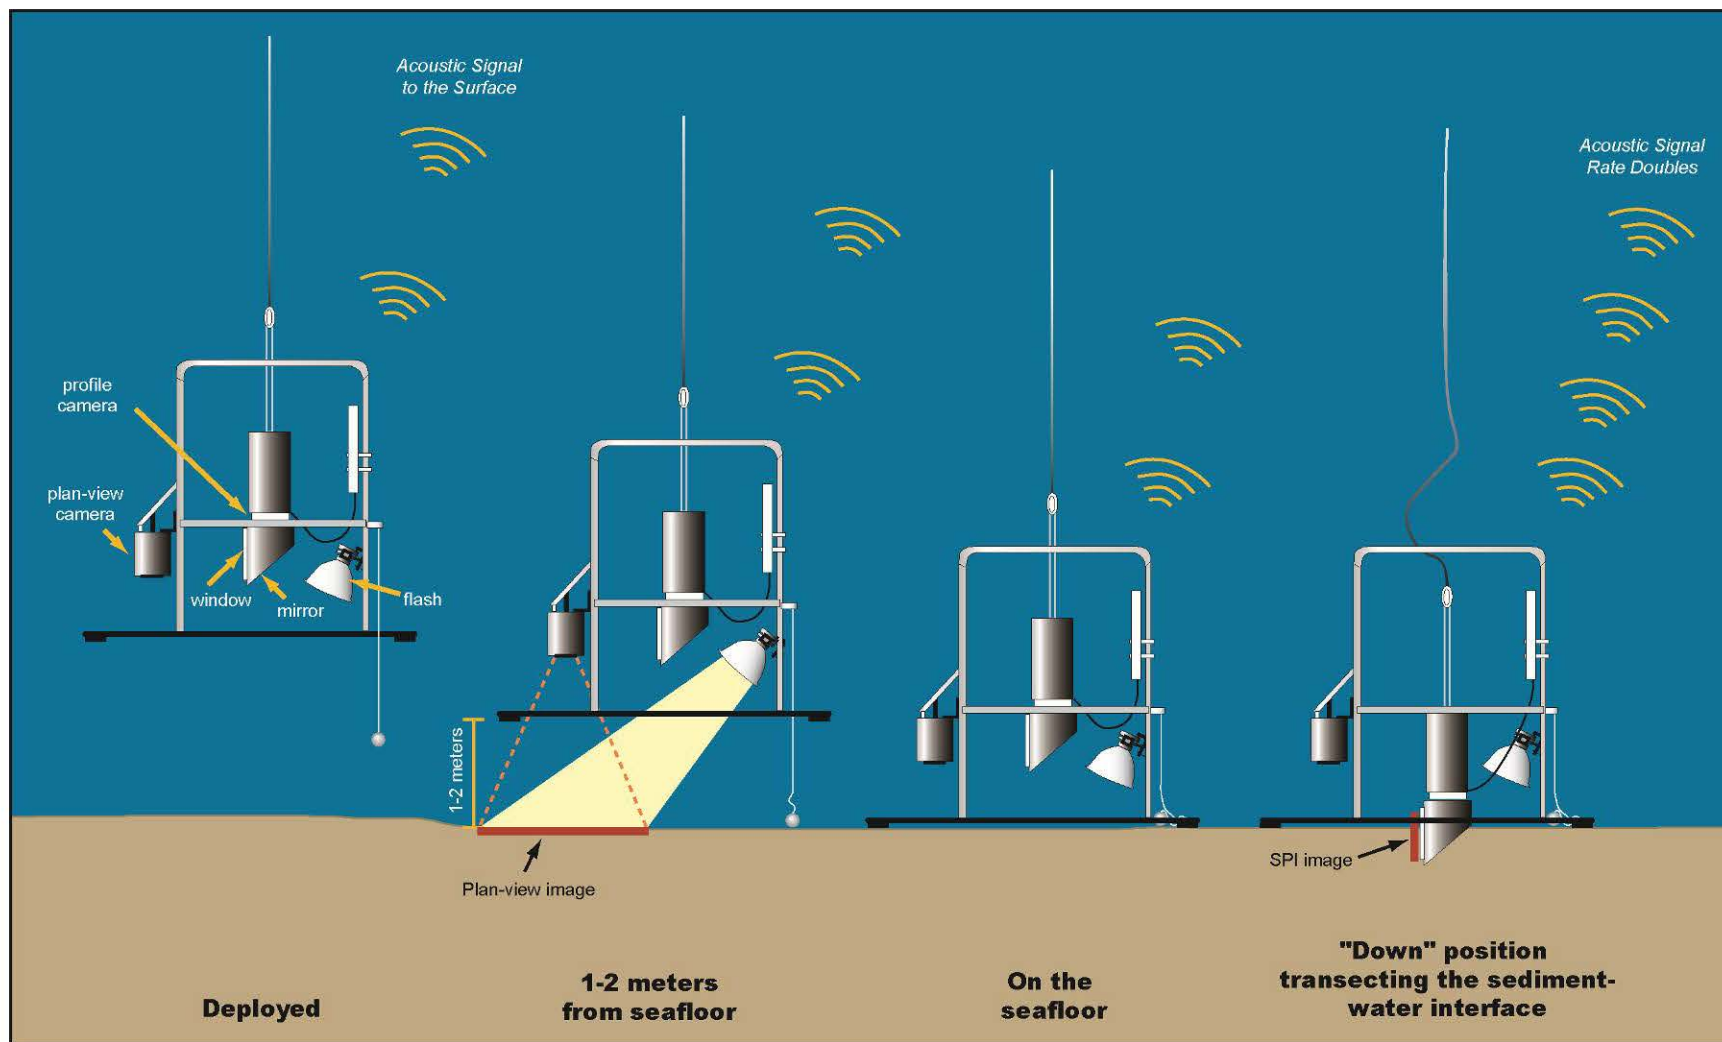 Acoustic Signal
to the Surface
Acoustic Signal
Rate Doubles
profile
camera
plan-view
camera
window
mirror
flash
1-2 meters
Plan-view image
SPI image
Deployed
1-2 meters
from seafloor
On the
seafloor
"Down" position
transecting the sediment-
water interface